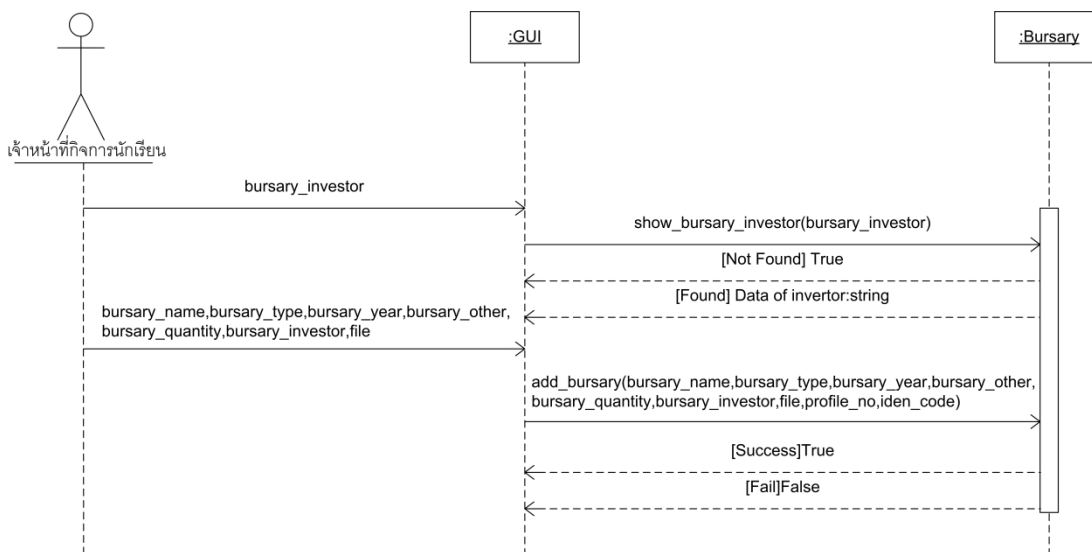 :GUI
:Bursary
เจ้าหน้าที่กิจการนักเรียน
bursary_investor
show_bursary_investor(bursary_investor)
[Not Found] True
[Found] Data of invertor:string
bursary_name,bursary_type,bursary_year,bursary_other,
bursary_quantity,bursary_investor,file
add_bursary(bursary_name,bursary_type,bursary_year,bursary_other,
bursary_quantity,bursary_investor,file,profile_no,iden_code)
[Success]True
[Fail]False